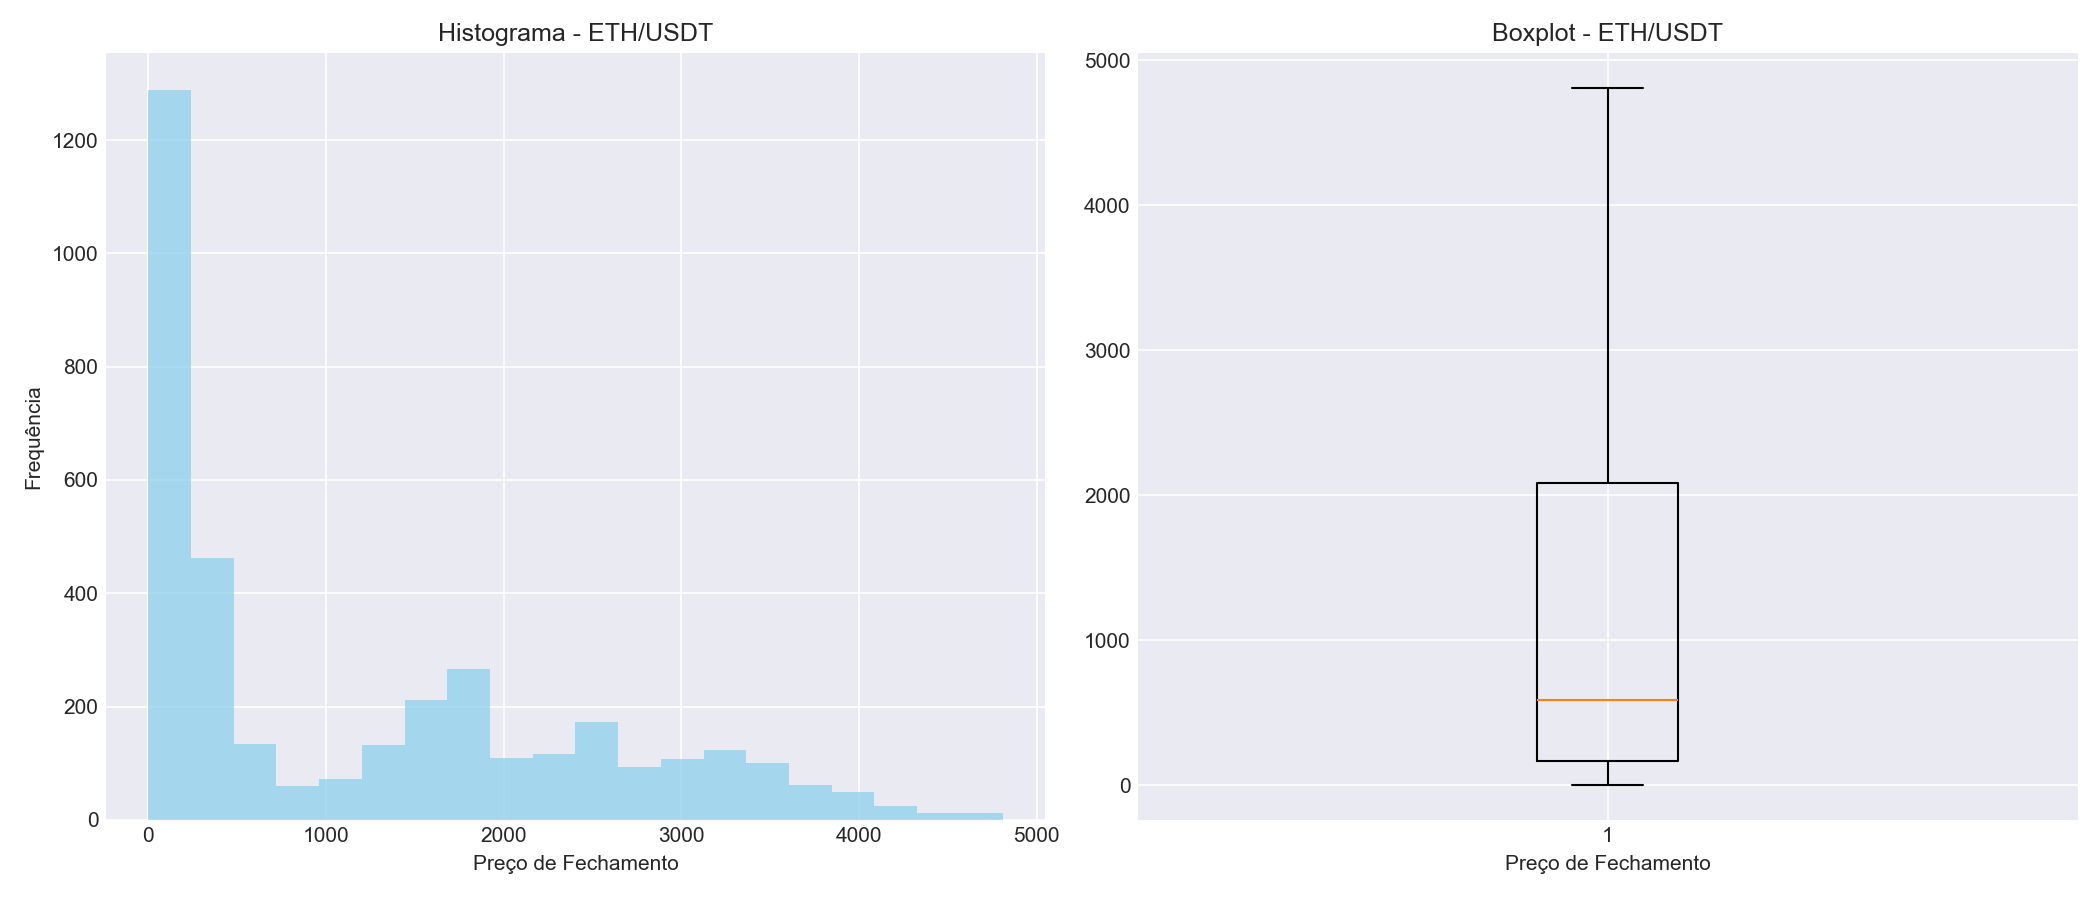 Histograma - ETH/USDT
1200
1000
800
600
400
200
0
Frequência
0 1000 2000 3000 4000 5000
Preço de Fechamento
Boxplot - ETH/USDT
5000
4000
3000
2000
1000
0
1
Preço de Fechamento